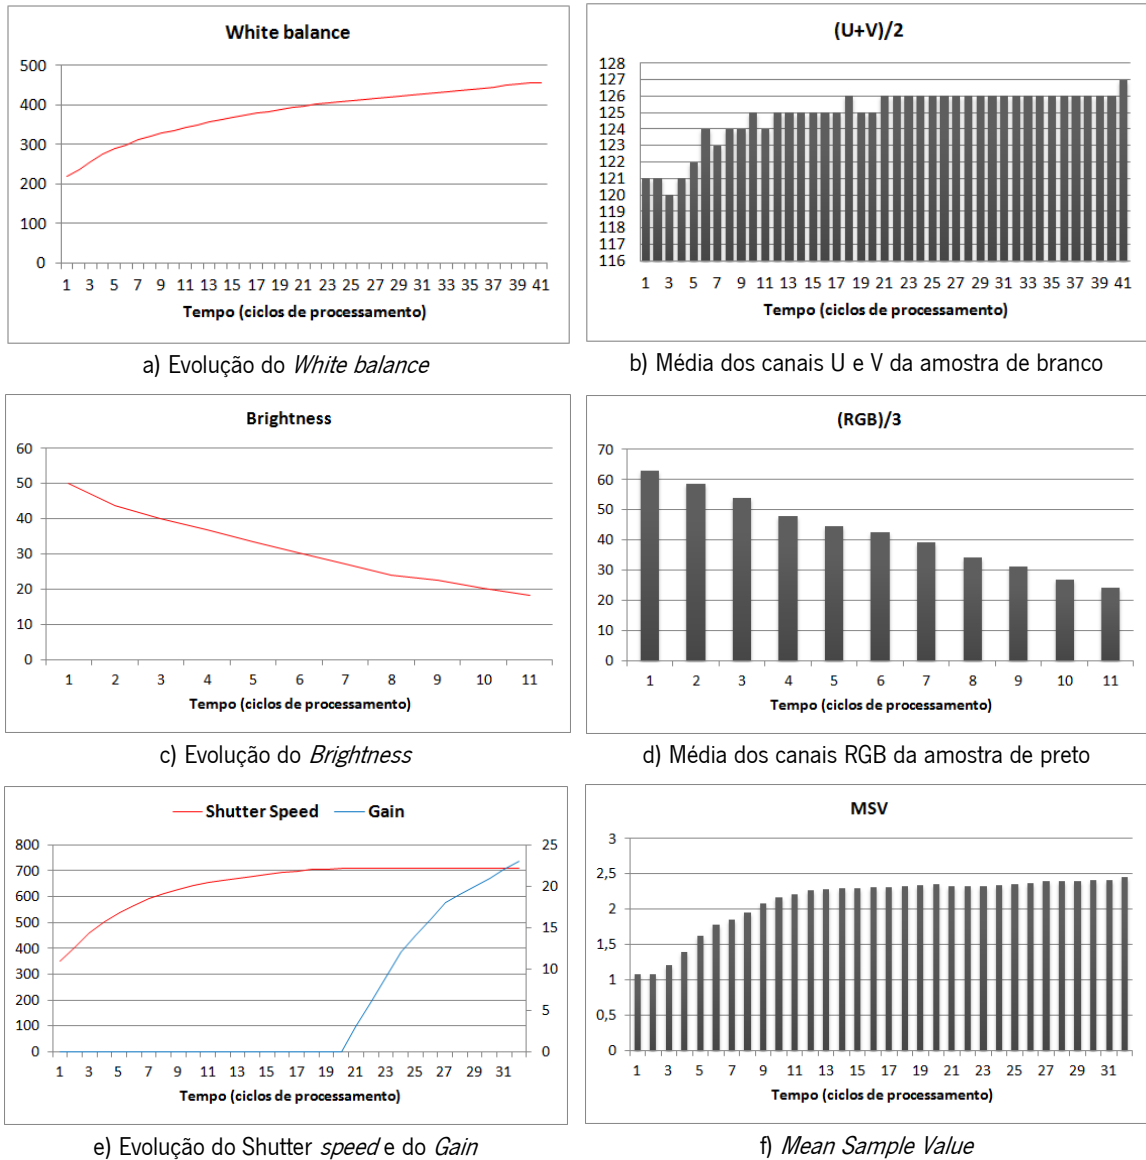 White balance
500
400
300
200
100
0
1 3 5 7 9 11 13 15 17 19 21 23 25 27 29 31 33 35 37 39 41
Tempo (ciclos de processamento)
a) Evolução do White balance
(U+V)/2
128
127
126
125
124
123
122
121
120
119
118
117
116
1 3 5 7 9 11 13 15 17 19 21 23 25 27 29 31 33 35 37 39 41
Tempo (ciclos de processamento)
b) Média dos canais U e V da amostra de branco
Brightness
60
50
40
30
20
10
0
1 2 3 4 5 6 7 8 9 10 11
Tempo (ciclos de processamento)
c) Evolução do Brightness
(RGB)/3
70
60
50
40
30
20
10
0
1 2 3 4 5 6 7 8 9 10 11
Tempo (ciclos de processamento)
d) Média dos canais RGB da amostra de preto
Shutter Speed Gain
800
700
600
500
400
300
200
100
0
25
20
15
10
5
0
1 3 5 7 9 11 13 15 17 19 21 23 25 27 29 31
Tempo (ciclos de processamento)
e) Evolução do Shutter speed e do Gain
MSV
3
2,5
2
1,5
1
0,5
0
1 3 5 7 9 11 13 15 17 19 21 23 25 27 29 31
Tempo (ciclos de processamento)
f) Mean Sample Value